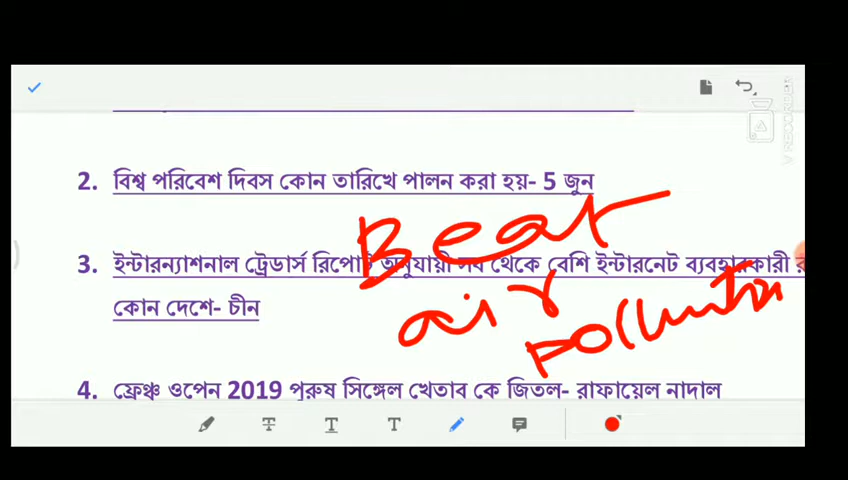 2. বিশ্ব পরিবেশ দিবস কোন তারিখে পালন করা হয়- 5 জুন
Beat
3. ইন্টারন্যাশনাল ট্রেডার্স রিপোর্ট অনুযায়ী সব থেকে বেশি ইন্টারনেট ব্যবহারকারী র
কোন দেশে- চীন
air
pollution
4. ফ্রেঞ্চ ওপেন 2019 পুরুষ সিঙ্গেল খেতাব কে জিতল- রাফায়েল নাদাল
V RECORDER